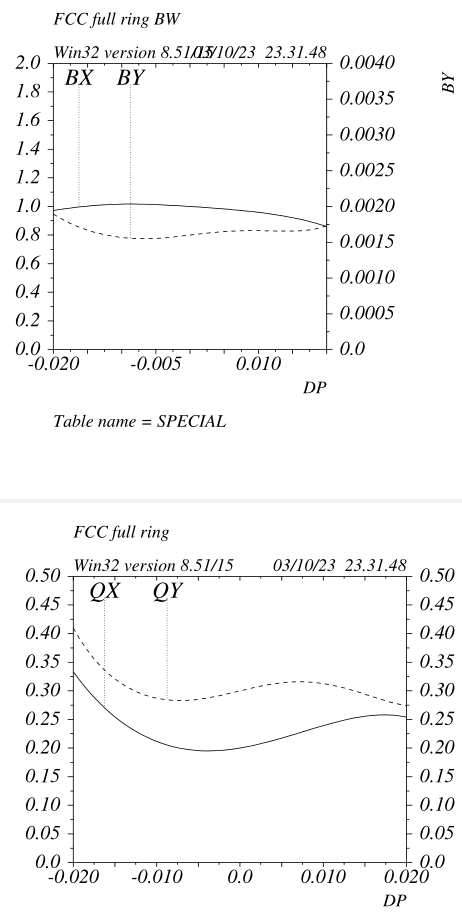 FCC full ring BW
Win32 version 8.51/15 03/10/23 23.31.48
2.0 BX BY 0.0040
1.8 0.0035
1.6 0.0030
1.4 0.0025
1.2 0.0020
1.0 0.0015
0.8 0.0010
0.6 0.0005
0.4 0.0
0.2
0.0
BY
-0.020 -0.005 0.010
DP
Table name = SPECIAL
FCC full ring
Win32 version 8.51/15 03/10/23 23.31.48
0.50 QX QY 0.50
0.45 0.45
0.40 0.40
0.35 0.35
0.30 0.30
0.25 0.25
0.20 0.20
0.15 0.15
0.10 0.10
0.05 0.05
0.0 0.0
-0.020 -0.010 0.0 0.010 0.020
DP